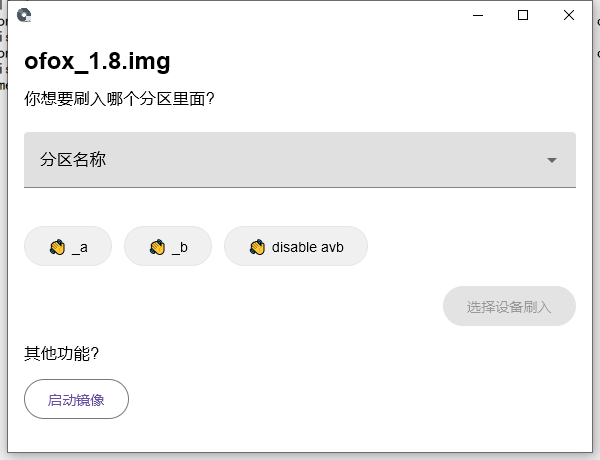 ofox_1.8.img
你想要刷入哪个分区里面?
分区名称
_a
_b
disable avb
选择设备刷入
其他功能?
启动镜像